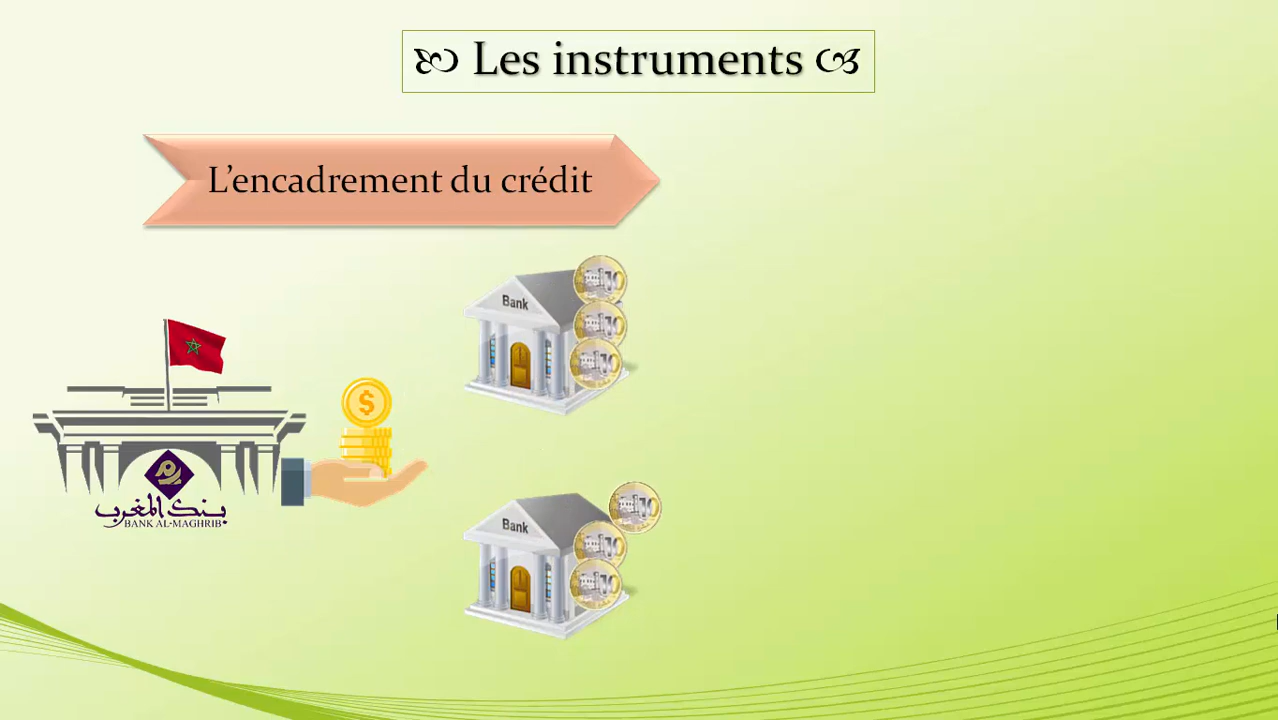 Les instruments
L’encadrement du crédit
Bank
$
بنك المغرب
BANK AL-MAGHRIB
Bank